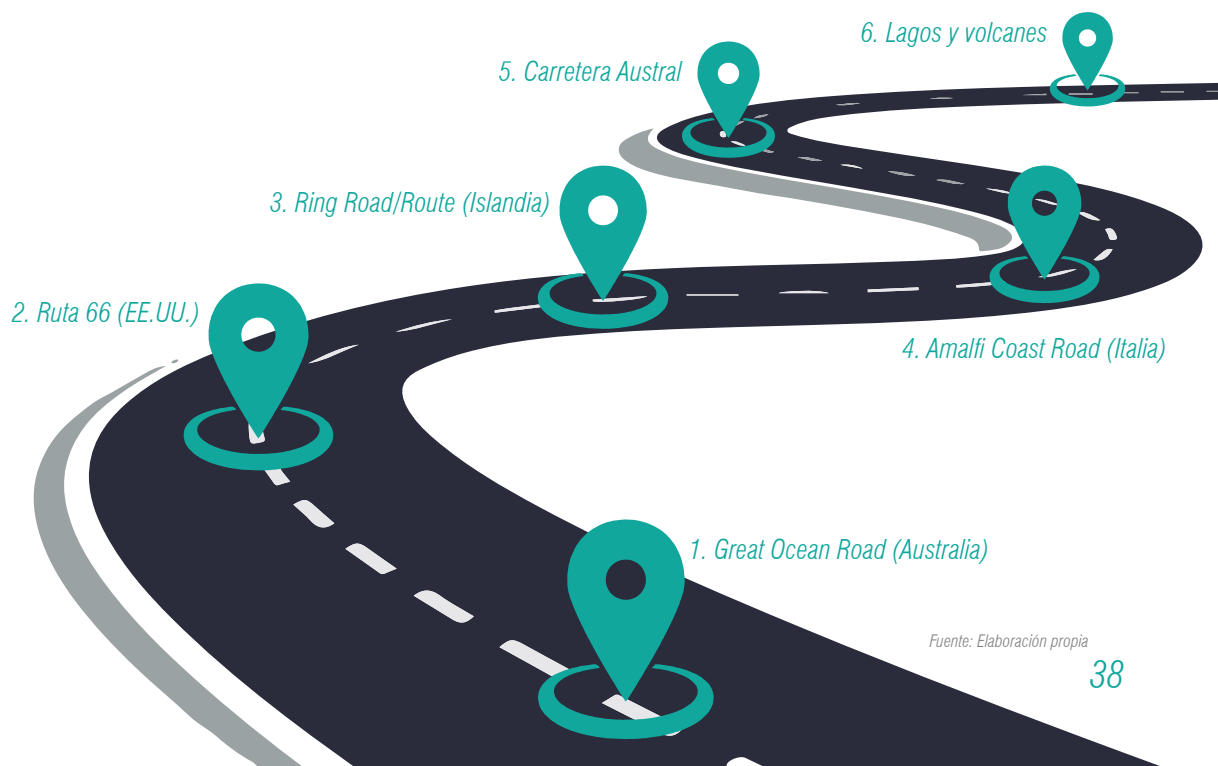 6. Lagos y volcanes
5. Carretera Austral
3. Ring Road/Route (Islandia)
2. Ruta 66 (EE.UU.)
4. Amalfi Coast Road (Italia)
1. Great Ocean Road (Australia)
Fuente: Elaboración propia
38